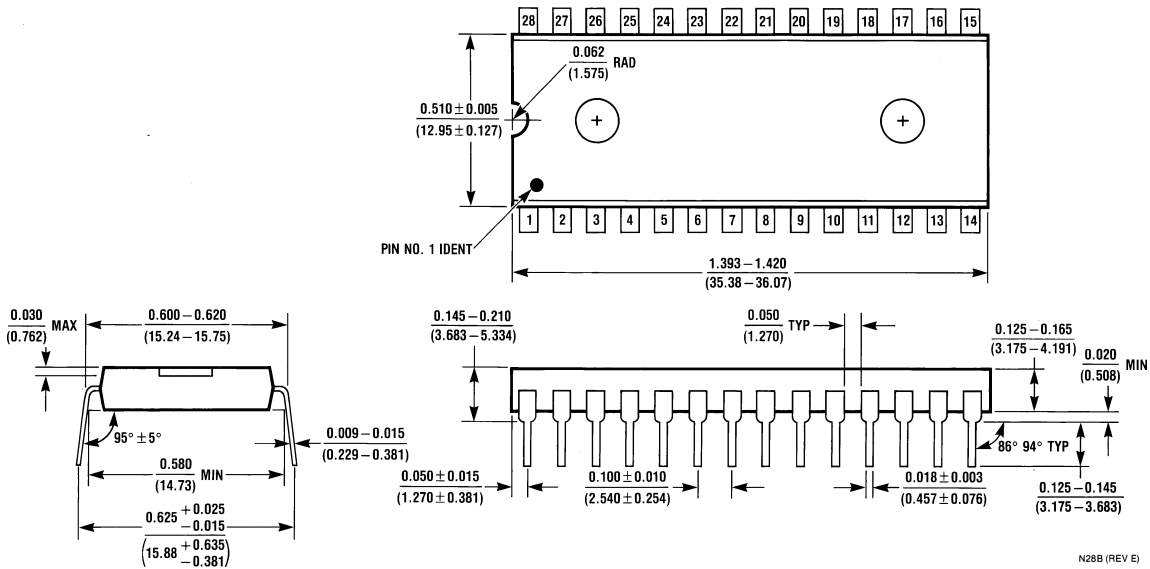 28 27 26 25 24 23 22 21 20 19 18 17 16 15
0.062
(1.575)
RAD
0.510 ± 0.005
(12.95 ± 0.127)
1 2 3 4 5 6 7 8 9 10 11 12 13 14
PIN NO. 1 IDENT
1.393 – 1.420
(35.38 – 36.07)
0.030
(0.762)
MAX
0.600 – 0.620
(15.24 – 15.75)
95° ± 5°
0.009 – 0.015
(0.229 – 0.381)
0.580
(14.73)
MIN
0.625 + 0.025
– 0.015
(15.88 + 0.635
– 0.381)
0.145 – 0.210
(3.683 – 5.334)
0.050
(1.270)
TYP
0.125 – 0.165
(3.175 – 4.191)
0.020
(0.508)
MIN
86° 94° TYP
0.050 ± 0.015
(1.270 ± 0.381)
0.100 ± 0.010
(2.540 ± 0.254)
0.018 ± 0.003
(0.457 ± 0.076)
0.125 – 0.145
(3.175 – 3.683)
N28B (REV E)